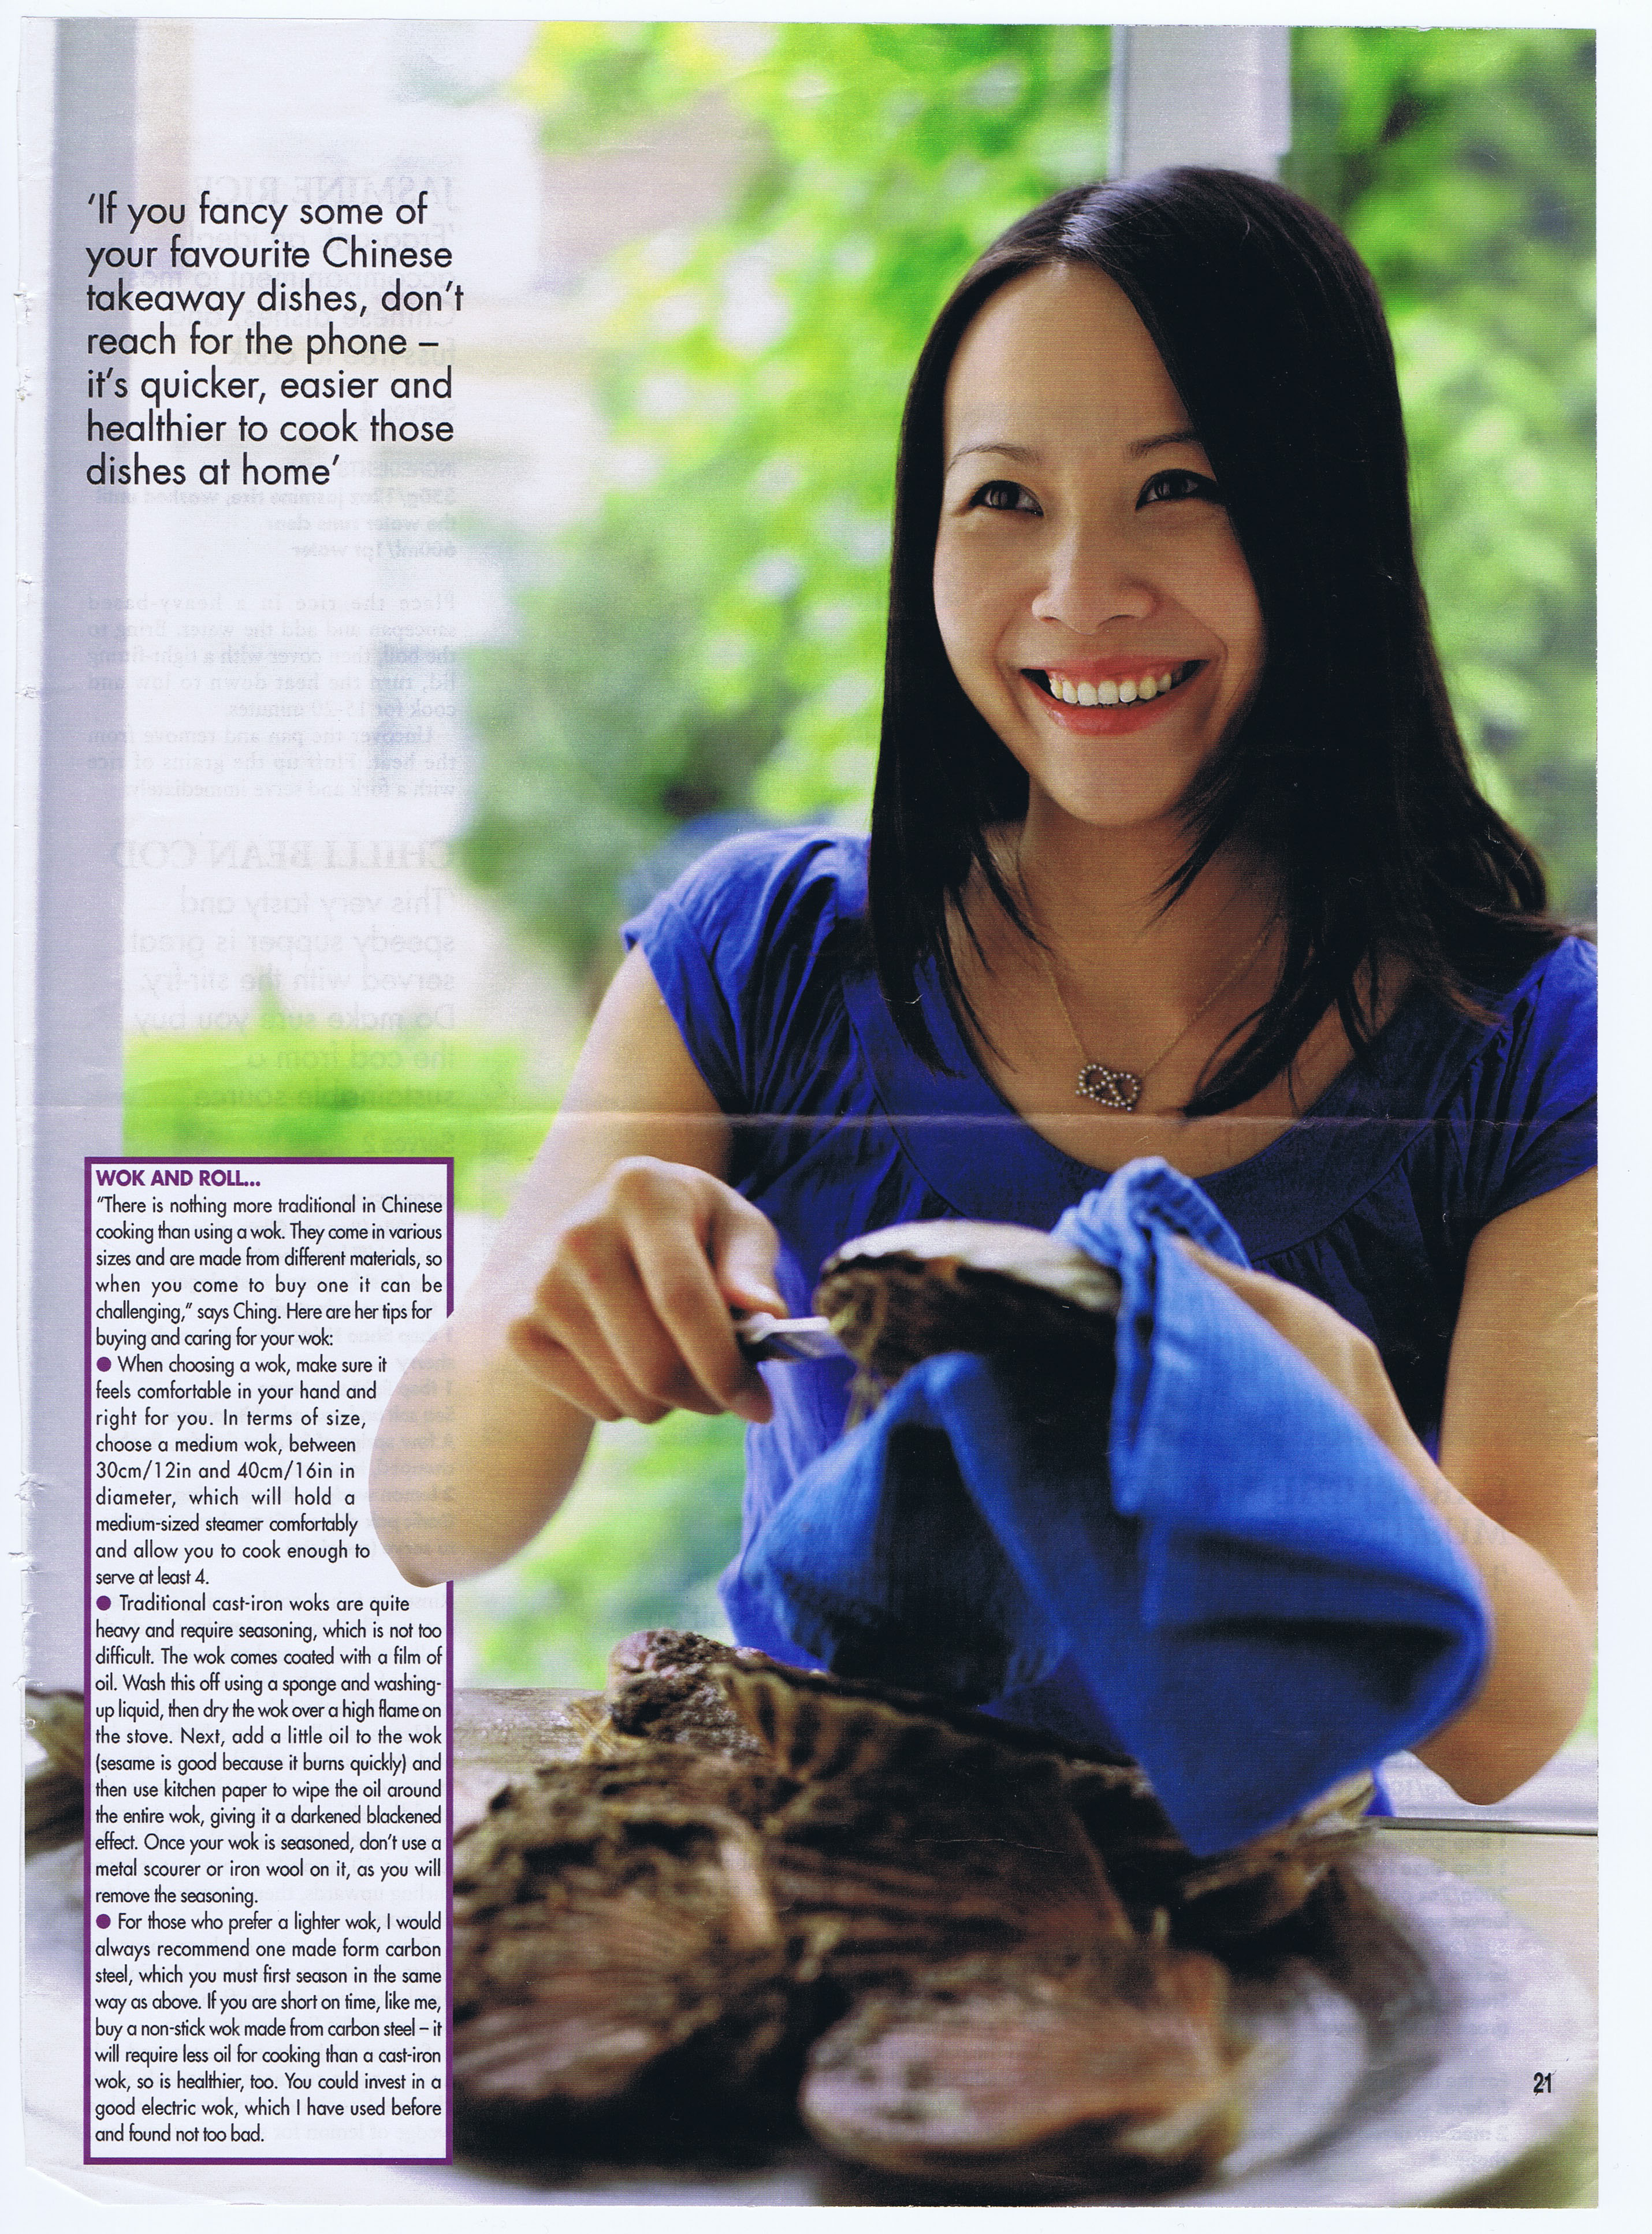 ‘If you fancy some of
your favourite Chinese
takeaway dishes, don’t
reach for the phone –
it’s quicker, easier and
healthier to cook those
dishes at home’
WOK AND ROLL...
“There is nothing more traditional in Chinese
cooking than using a wok. They come in various
sizes and are made from different materials, so
when you come to buy one it can be
challenging,” says Ching. Here are her tips for
buying and caring for your wok:
● When choosing a wok, make sure it
feels comfortable in your hand and
right for you. In terms of size,
choose a medium wok, between
30cm/12in and 40cm/16in in
diameter, which will hold a
medium-sized steamer comfortably
and allow you to cook enough to
serve at least 4.
● Traditional cast-iron woks are quite
heavy and require seasoning, which is not too
difficult. The wok comes coated with a film of
oil. Wash this off using a sponge and washing-
up liquid, then dry the wok over a high flame on
the stove. Next, add a little oil to the wok
(sesame is good because it burns quickly) and
then use kitchen paper to wipe the oil around
the entire wok, giving it a darkened blackened
effect. Once your wok is seasoned, don’t use a
metal scourer or iron wool on it, as you will
remove the seasoning.
● For those who prefer a lighter wok, I would
always recommend one made form carbon
steel, which you must first season in the same
way as above. If you are short on time, like me,
buy a non-stick wok made from carbon steel – it
will require less oil for cooking than a cast-iron
wok, so is healthier, too. You could invest in a
good electric wok, which I have used before
and found not too bad.
21